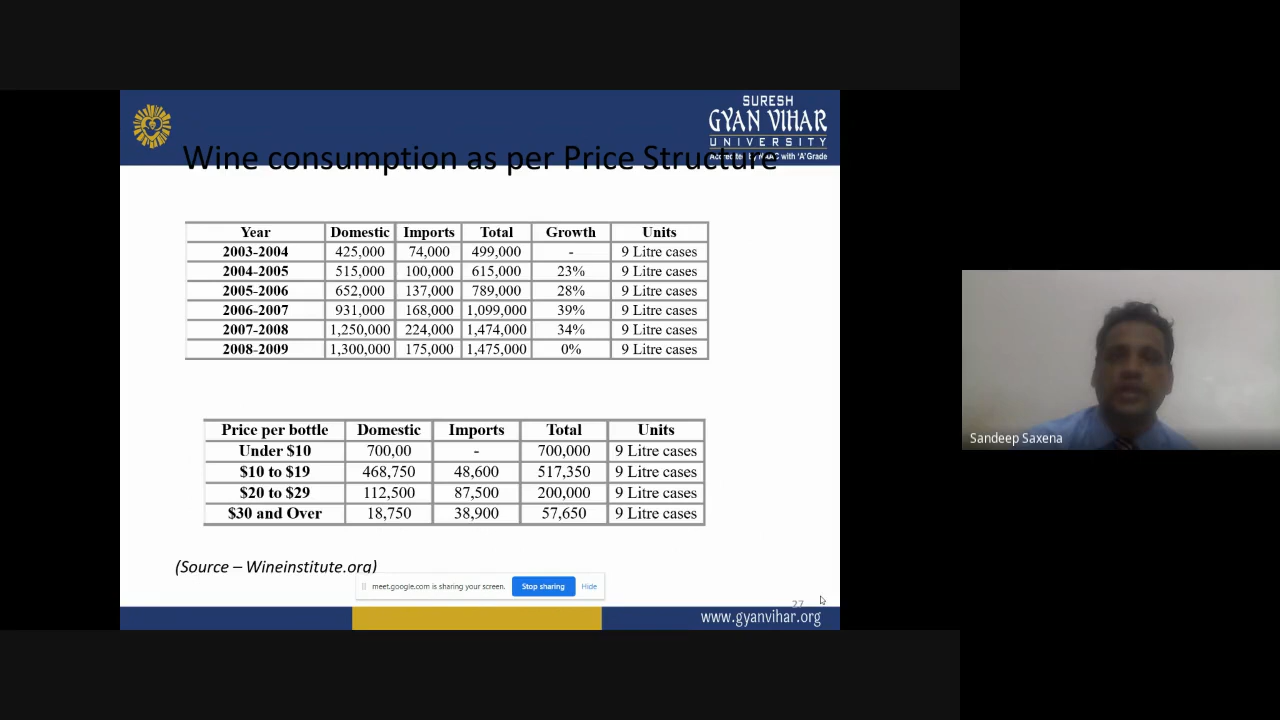 SURESH
GYAN VIHAR
UNIVERSITY
Accredited by NAAC with 'A' Grade
Wine consumption as per Price Structure
Year Domestic Imports Total Growth Units
2003-2004 425,000 74,000 499,000 - 9 Litre cases
2004-2005 515,000 100,000 615,000 23% 9 Litre cases
2005-2006 652,000 137,000 789,000 28% 9 Litre cases
2006-2007 931,000 168,000 1,099,000 39% 9 Litre cases
2007-2008 1,250,000 224,000 1,474,000 34% 9 Litre cases
2008-2009 1,300,000 175,000 1,475,000 0% 9 Litre cases
Price per bottle Domestic Imports Total Units
Under $10 700,00 - 700,000 9 Litre cases
$10 to $19 468,750 48,600 517,350 9 Litre cases
$20 to $29 112,500 87,500 200,000 9 Litre cases
$30 and Over 18,750 38,900 57,650 9 Litre cases
(Source – Wineinstitute.org)
meet.google.com is sharing your screen. Stop sharing Hide
27
www.gyanvihar.org
Sandeep Saxena